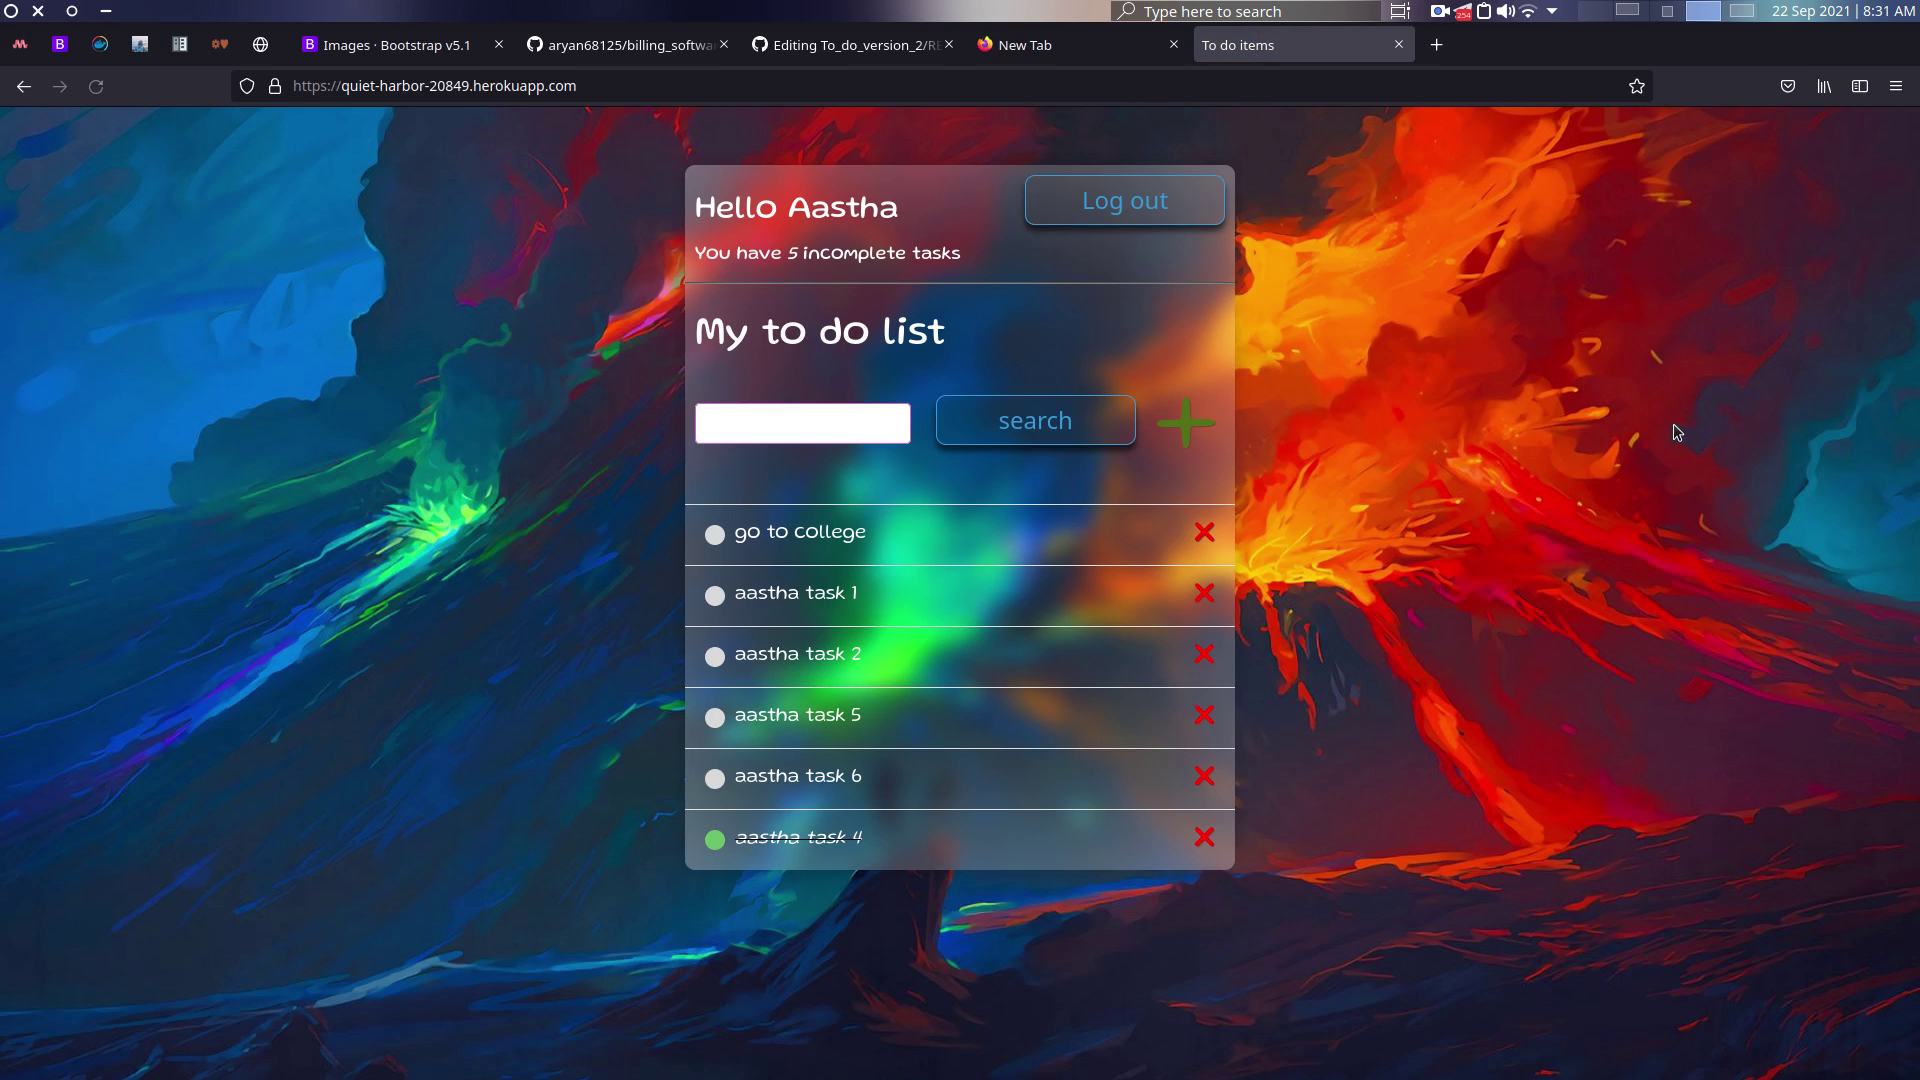 Type here to search
254
22 Sep 2021 | 8:31 AM
B
B Images · Bootstrap v5.1
aryan68125/billing_softwa
Editing To_do_version_2/RE
New Tab
To do items
https://quiet-harbor-20849.herokuapp.com
Hello Aastha
Log out
You have 5 incomplete tasks
My to do list
search
go to college
aastha task 1
aastha task 2
aastha task 5
aastha task 6
aastha task 4